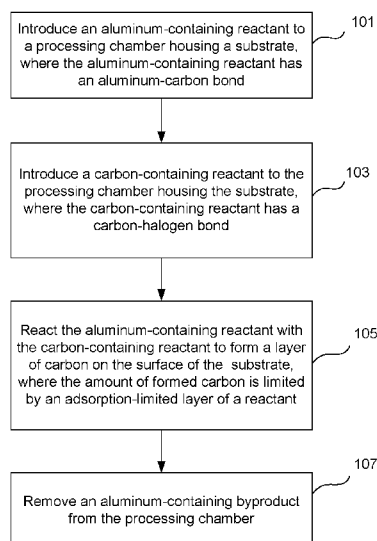 Introduce an aluminum-containing reactant to
a processing chamber housing a substrate,
where the aluminum-containing reactant has
an aluminum-carbon bond
101
Introduce a carbon-containing reactant to the
processing chamber housing the substrate,
where the carbon-containing reactant has a
carbon-halogen bond
103
React the aluminum-containing reactant with
the carbon-containing reactant to form a layer
of carbon on the surface of the substrate,
where the amount of formed carbon is limited
by an adsorption-limited layer of a reactant
105
Remove an aluminum-containing byproduct
from the processing chamber
107